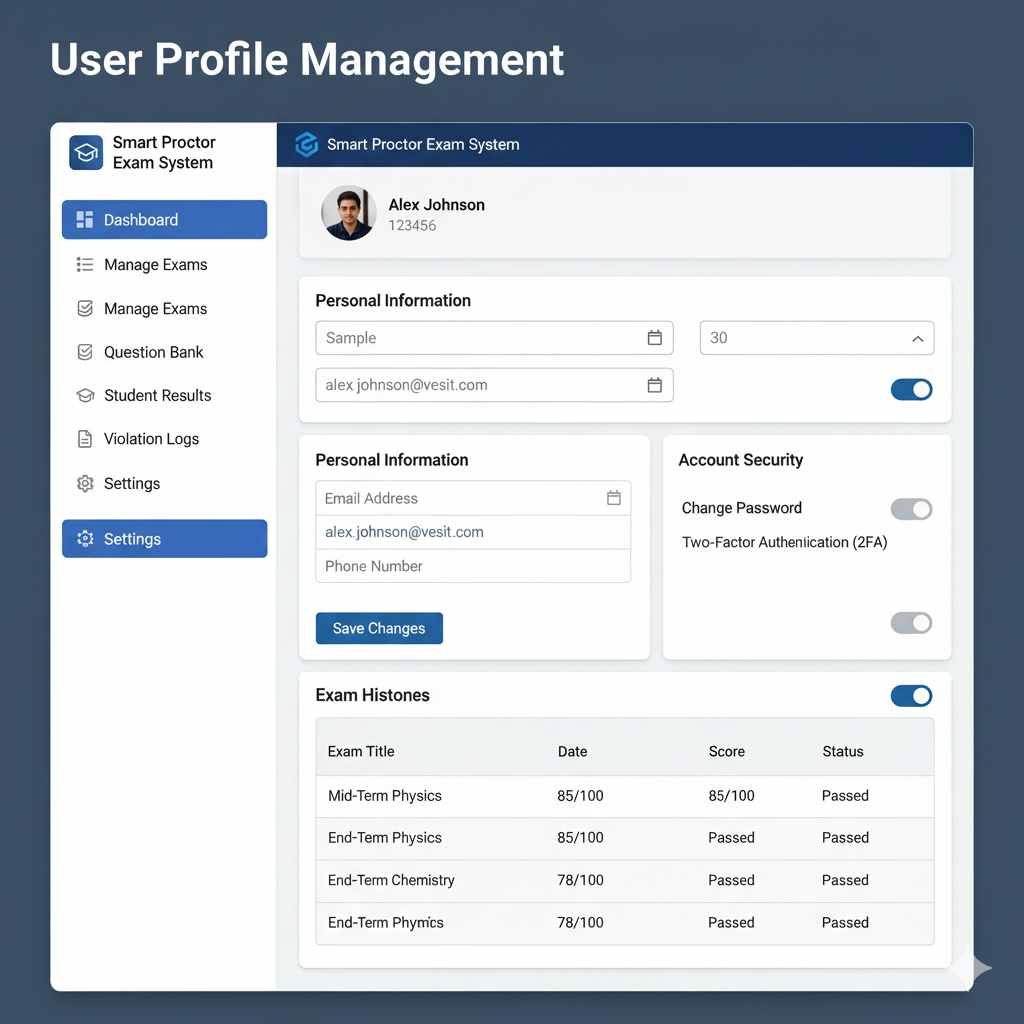 User Profile Management
Smart Proctor
Exam System
Dashboard
Manage Exams
Manage Exams
Question Bank
Student Results
Violation Logs
Settings
Settings
Smart Proctor Exam System
Alex Johnson
123456
Personal Information
Sample
30
alex johnson@vesit.com
Personal Information
Email Address
alex.johnson@vesit.com
Phone Number
Save Changes
Account Security
Change Password
Two-Factor Authenlication (2FA)
Exam Histones
Exam Title Date Score Status
Mid-Term Physics 85/100 85/100 Passed
End-Term Physics 85/100 Passed Passed
End-Term Chemistry 78/100 Passed Passed
End-Term Phymics 78/100 Passed Passed